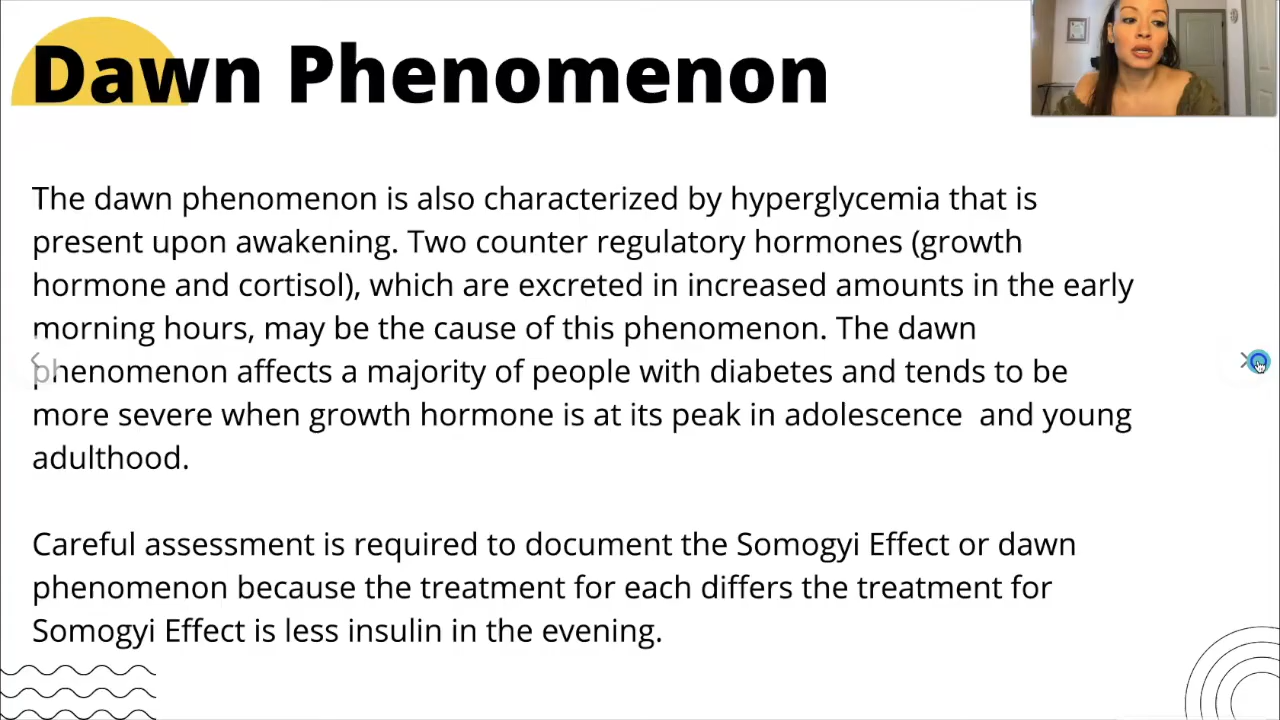 Dawn Phenomenon
The dawn phenomenon is also characterized by hyperglycemia that is
present upon awakening. Two counter regulatory hormones (growth
hormone and cortisol), which are excreted in increased amounts in the early
morning hours, may be the cause of this phenomenon. The dawn
phenomenon affects a majority of people with diabetes and tends to be
more severe when growth hormone is at its peak in adolescence  and young
adulthood.
Careful assessment is required to document the Somogyi Effect or dawn
phenomenon because the treatment for each differs the treatment for
Somogyi Effect is less insulin in the evening.